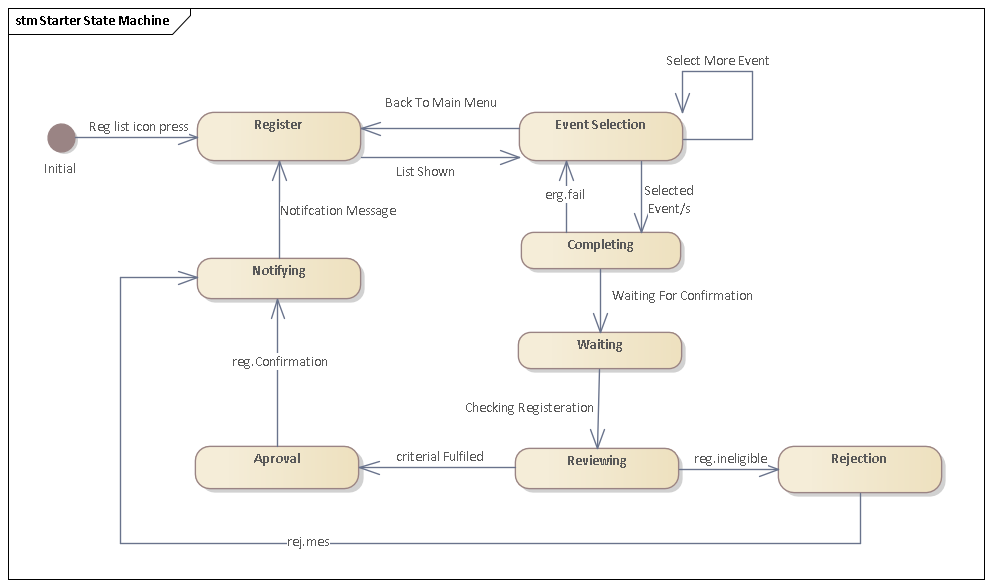 stm Starter State Machine
Select More Event
Back To Main Menu
Reg list icon press
Register
Event Selection
Initial
List Shown
erg.fail
Selected
Event/s
Notifcation Message
Completing
Notifying
Waiting For Confirmation
Waiting
reg.Confirmation
Checking Registeration
Aproval
criterial Fulfiled
Reviewing
reg.ineligible
Rejection
rej.mes